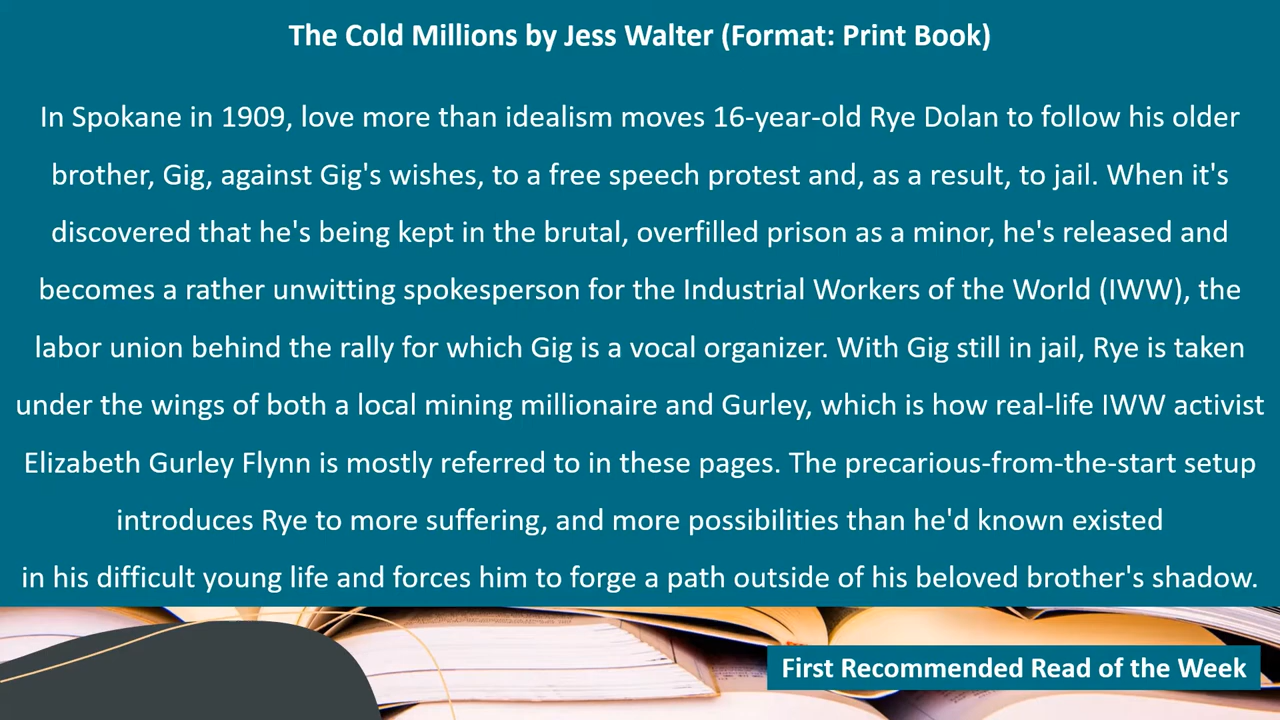 The Cold Millions by Jess Walter (Format: Print Book)
In Spokane in 1909, love more than idealism moves 16-year-old Rye Dolan to follow his older
brother, Gig, against Gig's wishes, to a free speech protest and, as a result, to jail. When it's
discovered that he's being kept in the brutal, overfilled prison as a minor, he's released and
becomes a rather unwitting spokesperson for the Industrial Workers of the World (IWW), the
labor union behind the rally for which Gig is a vocal organizer. With Gig still in jail, Rye is taken
under the wings of both a local mining millionaire and Gurley, which is how real-life IWW activist
Elizabeth Gurley Flynn is mostly referred to in these pages. The precarious-from-the-start setup
introduces Rye to more suffering, and more possibilities than he'd known existed
in his difficult young life and forces him to forge a path outside of his beloved brother's shadow.
First Recommended Read of the Week